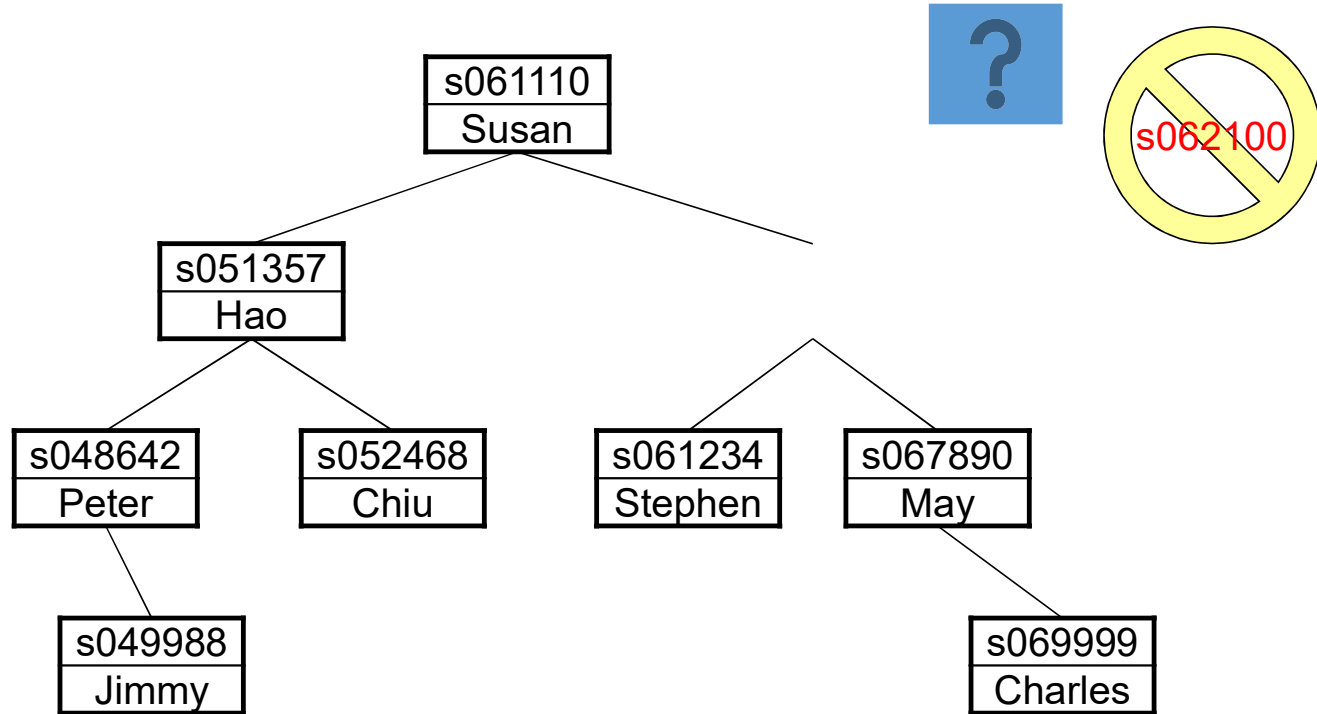 ?
s062100
s061110
Susan
s051357
Hao
s048642
Peter
s052468
Chiu
s061234
Stephen
s067890
May
s049988
Jimmy
s069999
Charles